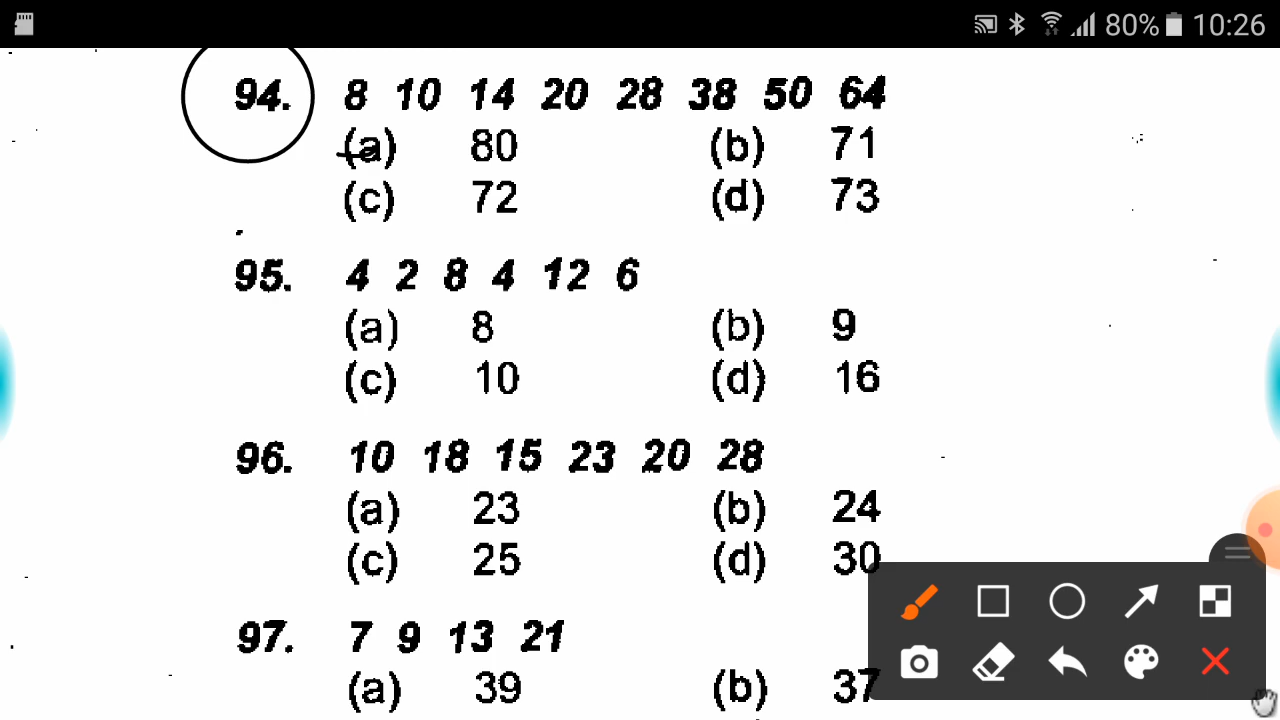 80% 10:26
94. 8 10 14 20 28 38 50 64
(a) 80 (b) 71
(c) 72 (d) 73
95. 4 2 8 4 12 6
(a) 8 (b) 9
(c) 10 (d) 16
96. 10 18 15 23 20 28
(a) 23 (b) 24
(c) 25 (d) 30
97. 7 9 13 21
(a) 39 (b) 37